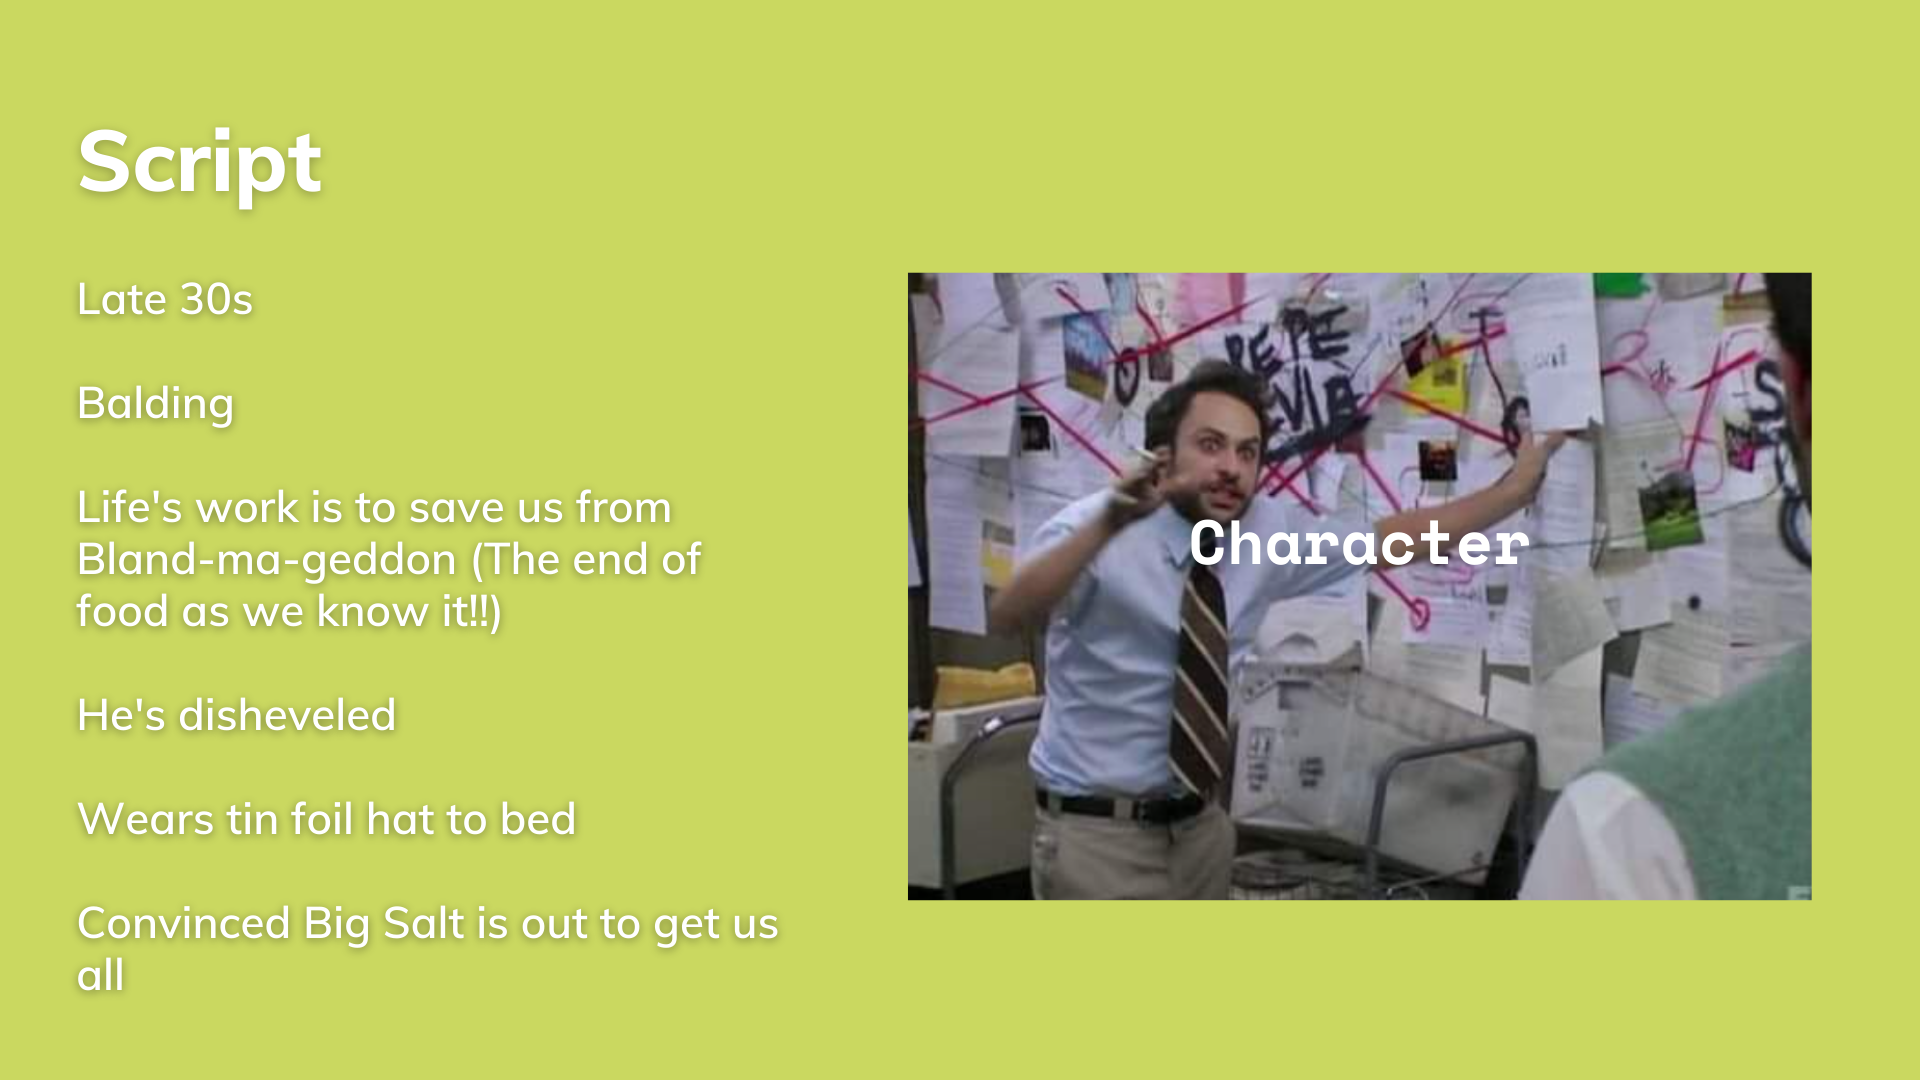 Script
Late 30s
Balding
Life's work is to save us from
Bland-ma-geddon (The end of
food as we know it!!)
He's disheveled
Wears tin foil hat to bed
Convinced Big Salt is out to get us
all
PEPE
SILVIA
Character